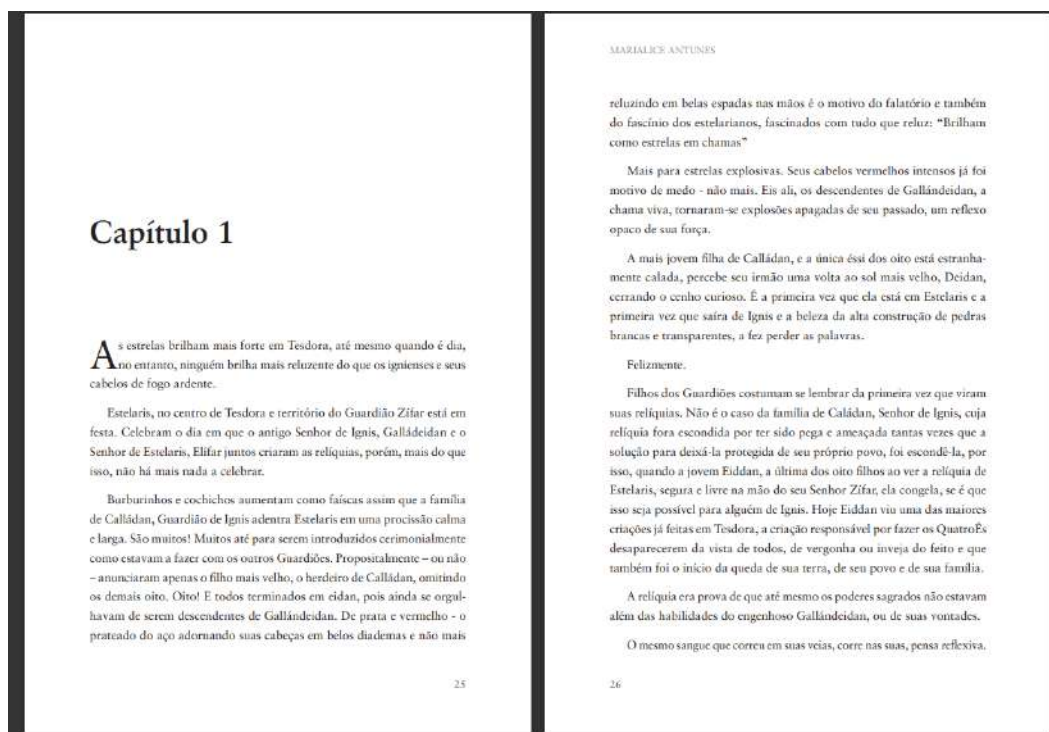 Capítulo 1
As estrelas brilham mais forte em Tesdora, até mesmo quando é dia,
no entanto, ninguém brilha mais reluzente do que os ignienses e seus
cabelos de fogo ardente.
Estelaris, no centro de Tesdora e território do Guardião Zífar está em
festa. Celebram o dia em que o antigo Senhor de Ignis, Galládeidan e o
Senhor de Estelaris, Elifar juntos criaram as relíquias, porém, mais do que
isso, não há mais nada a celebrar.
Burburinhos e cochichos aumentam como faíscas assim que a família
de Calládan, Guardião de Ignis adentra Estelaris em uma procissão calma
e larga. São muitos! Muitos até para serem introduzidos cerimonialmente
como estavam a fazer com os outros Guardiões. Propositalmente – ou não
– anunciaram apenas o filho mais velho, o herdeiro de Calládan, omitindo
os demais oito. Oito! E todos terminados em eidan, pois ainda se orgul-
havam de serem descendentes de Gallándeidan. De prata e vermelho - o
prateado do aço adornando suas cabeças em belos diademas e não mais
25
MARIALICE ANTUNES
reluzindo em belas espadas nas mãos é o motivo do falatório e também
do fascínio dos estelarianos, fascinados com tudo que reluz: “Brilham
como estrelas em chamas”
Mais para estrelas explosivas. Seus cabelos vermelhos intensos já foi
motivo de medo - não mais. Eis ali, os descendentes de Gallándeidan, a
chama viva, tornaram-se explosões apagadas de seu passado, um reflexo
opaco de sua força.
A mais jovem filha de Calládan, e a única éssi dos oito está estranha-
mente calada, percebe seu irmão uma volta ao sol mais velho, Deidan,
cerrando o cenho curioso. É a primeira vez que ela está em Estelaris e a
primeira vez que saíra de Ignis e a beleza da alta construção de pedras
brancas e transparentes, a fez perder as palavras.
Felizmente.
Filhos dos Guardiões costumam se lembrar da primeira vez que viram
suas relíquias. Não é o caso da família de Caládan, Senhor de Ignis, cuja
relíquia fora escondida por ter sido pega e ameaçada tantas vezes que a
solução para deixá-la protegida de seu próprio povo, foi escondê-la, por
isso, quando a jovem Eiddan, a última dos oito filhos ao ver a relíquia de
Estelaris, segura e livre na mão do seu Senhor Zífar, ela congela, se é que
isso seja possível para alguém de Ignis. Hoje Eiddan viu uma das maiores
criações já feitas em Tesdora, a criação responsável por fazer os QuatroÉs
desaparecerem da vista de todos, de vergonha ou inveja do feito e que
também foi o início da queda de sua terra, de seu povo e de sua família.
A relíquia era prova de que até mesmo os poderes sagrados não estavam
além das habilidades do engenhoso Gallándeidan, ou de suas vontades.
O mesmo sangue que correu em suas veias, corre nas suas, pensa reflexiva.
26